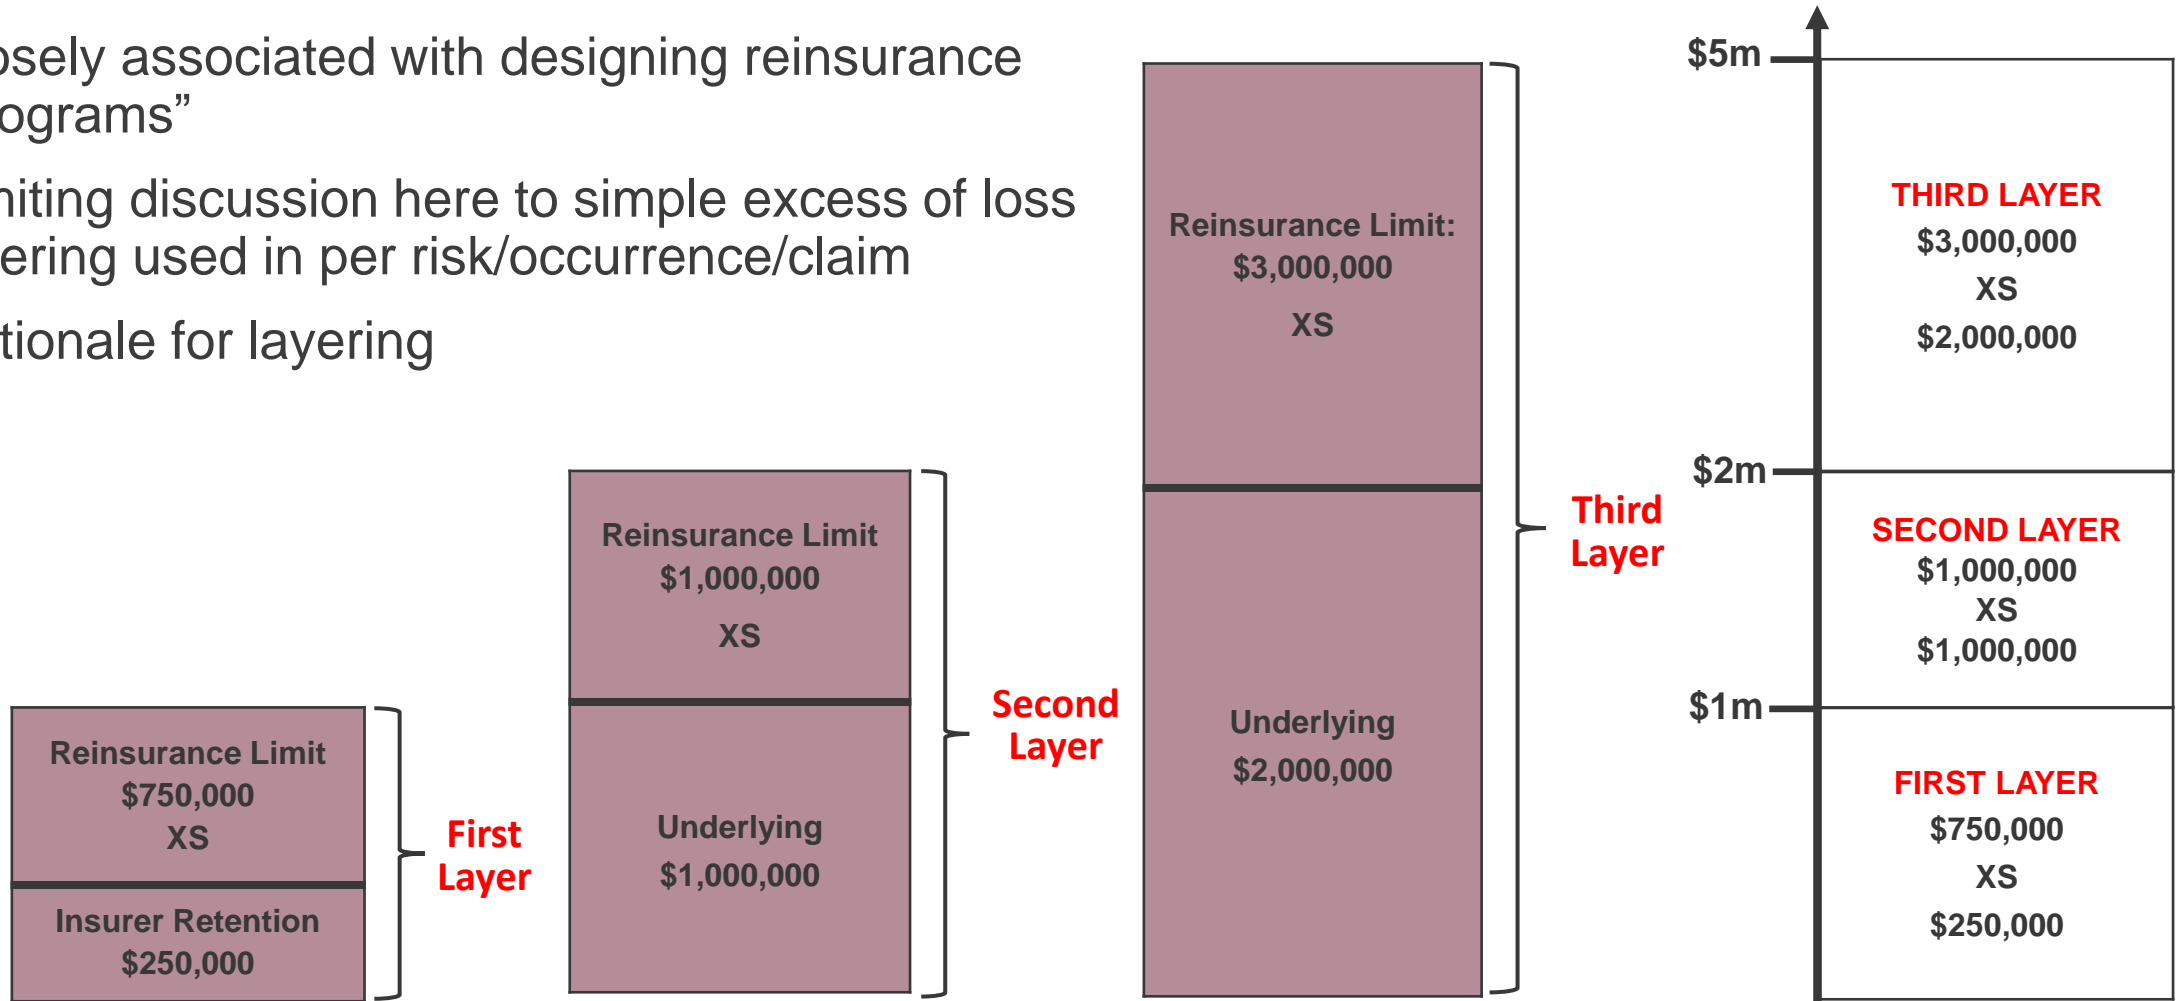 osely associated with designing reinsurance
ograms”
niting discussion here to simple excess of loss
ering used in per risk/occurrence/claim
tionale for layering
Reinsurance Limit
$750,000
XS
Insurer Retention
$250,000
First
Layer
Reinsurance Limit
$1,000,000
XS
Underlying
$1,000,000
Second
Layer
Reinsurance Limit:
$3,000,000
XS
Underlying
$2,000,000
Third
Layer
$5m
$2m
$1m
THIRD LAYER
$3,000,000
XS
$2,000,000
SECOND LAYER
$1,000,000
XS
$1,000,000
FIRST LAYER
$750,000
XS
$250,000